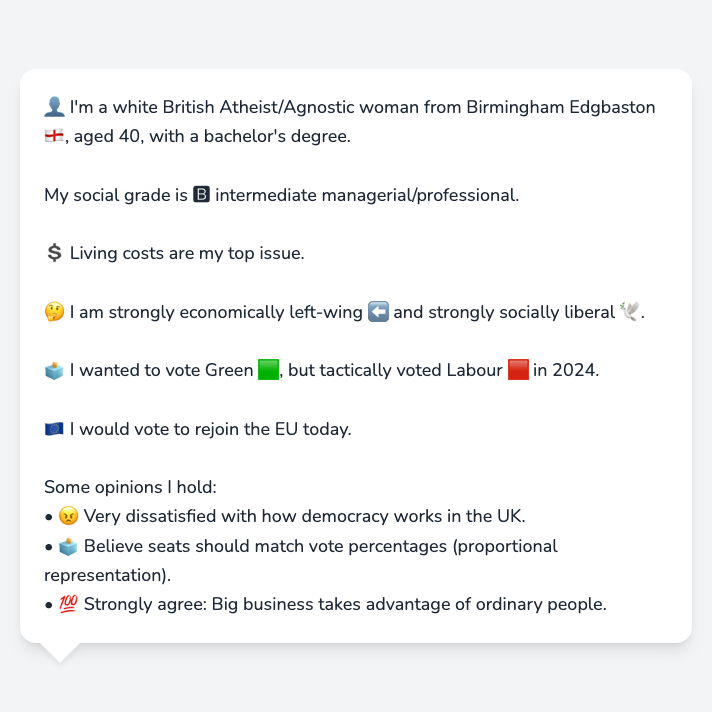 👤 I'm a white British Atheist/Agnostic woman from Birmingham Edgbaston
🏴󠁧󠁢󠁥󠁮󠁧󠁿, aged 40, with a bachelor's degree.
My social grade is 🅱 intermediate managerial/professional.
💲 Living costs are my top issue.
🤔 I am strongly economically left-wing ⬅️ and strongly socially liberal 🕊️.
🗳️ I wanted to vote Green 🟩, but tactically voted Labour 🟥 in 2024.
🇪🇺 I would vote to rejoin the EU today.
Some opinions I hold:
• 😠 Very dissatisfied with how democracy works in the UK.
• 🗳️ Believe seats should match vote percentages (proportional
representation).
• 💯 Strongly agree: Big business takes advantage of ordinary people.